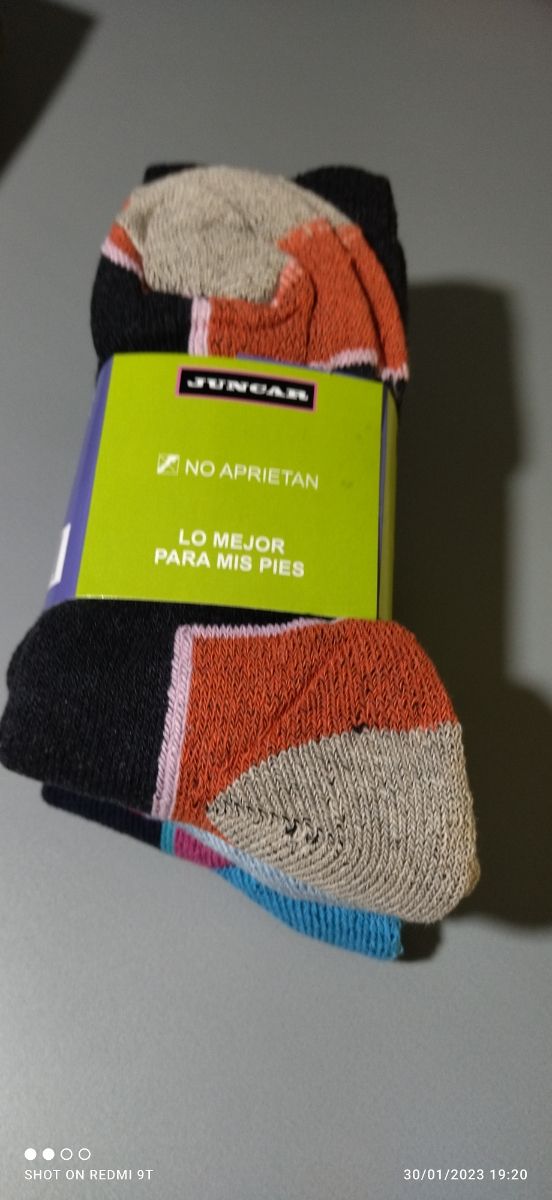 JUNCAR
NO APRIETAN
LO MEJOR
PARA MIS PIES
SHOT ON REDMI 9T
30/01/2023 19:20